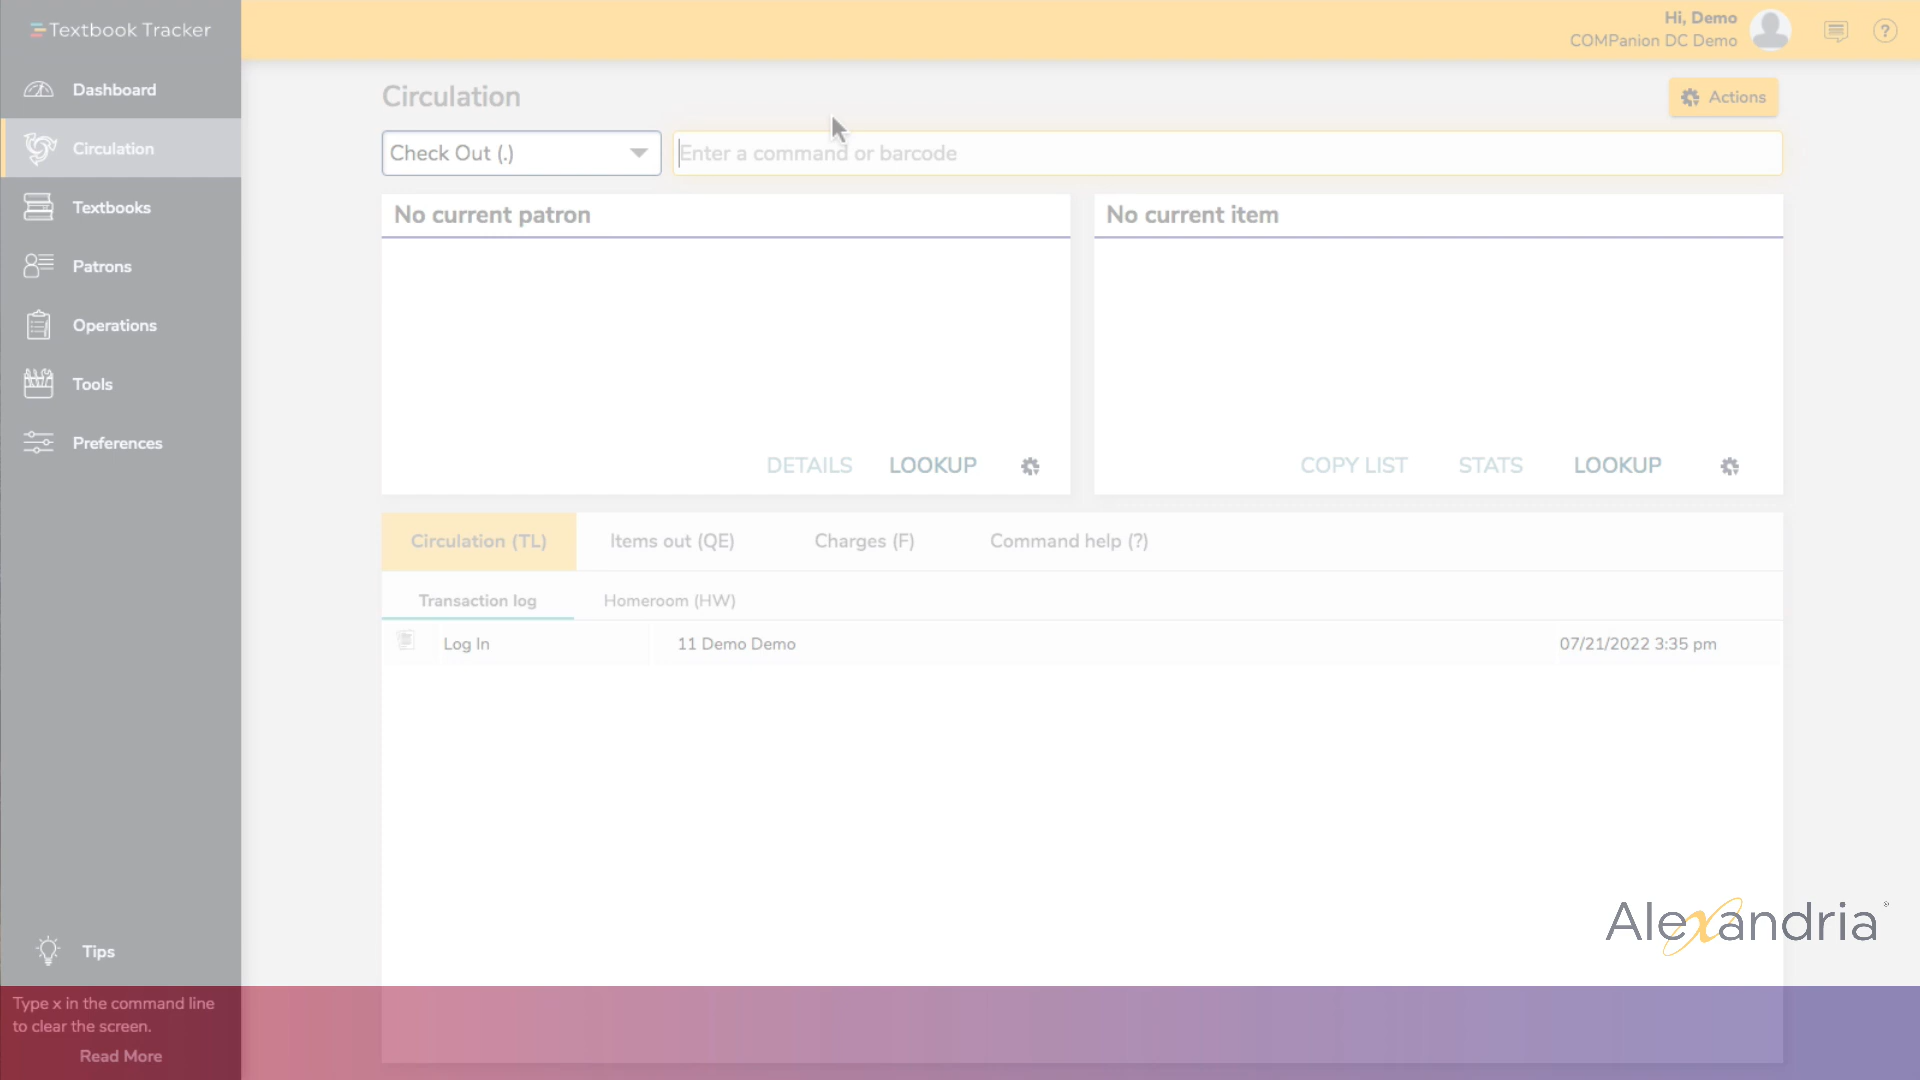 Textbook Tracker
Hi, Demo
COMPanion DC Demo
?
Dashboard
Circulation
Textbooks
Patrons
Operations
Tools
Preferences
Tips
Type x in the command line
to clear the screen.
Read More
Circulation
Actions
Check Out (.)
Enter a command or barcode
No current patron
DETAILS
LOOKUP
No current item
COPY LIST
STATS
LOOKUP
Circulation (TL)
Items out (QE)
Charges (F)
Command help (?)
Transaction log
Homeroom (HW)
Log In
11 Demo Demo
07/21/2022 3:35 pm
Alexandria